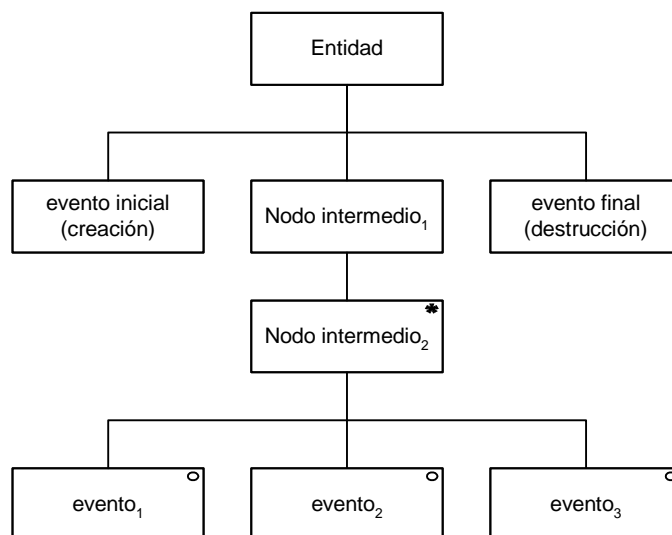 Entidad
evento inicial
(creación)
Nodo intermedio₁
evento final
(destrucción)
*
Nodo intermedio₂
o
evento₁
o
evento₂
o
evento₃